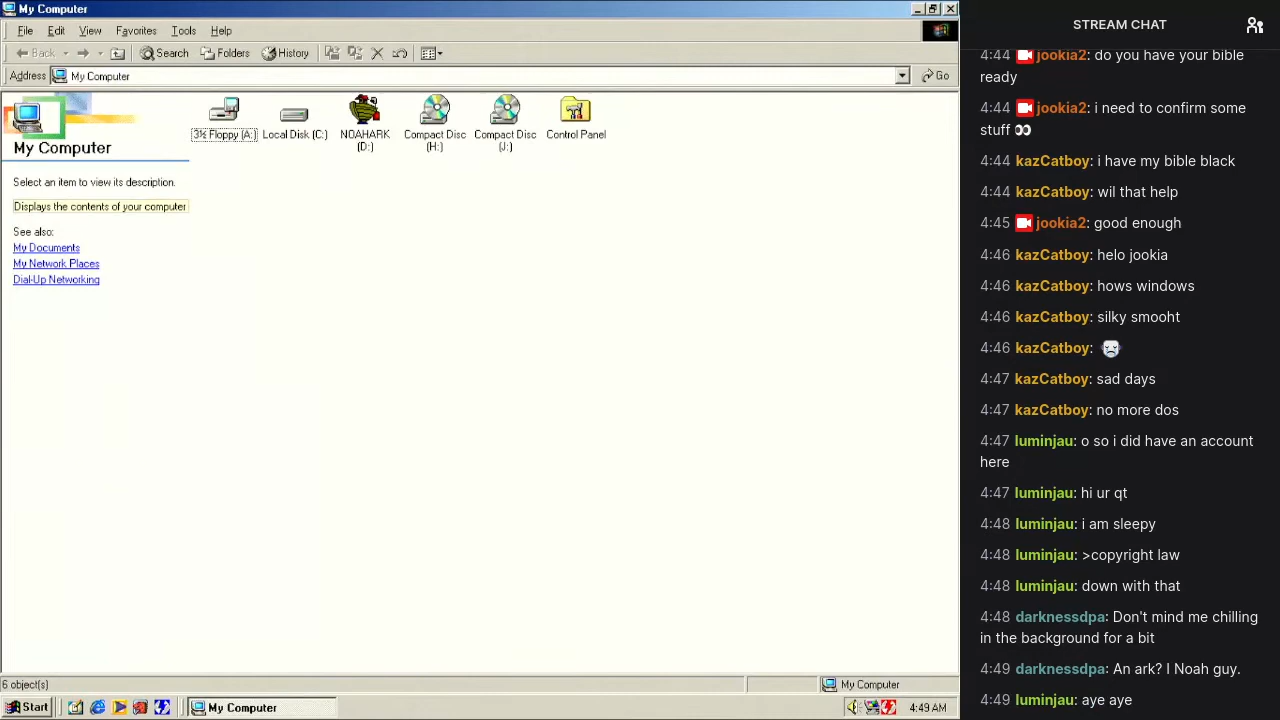 My Computer
File Edit View Favorites Tools Help
Back Search Folders History
Address My Computer Go
3½ Floppy (A:) Local Disk (C:) NOAHARK (D:) Compact Disc (H:) Compact Disc (J:) Control Panel
My Computer
Select an item to view its description.
Displays the contents of your computer
See also:
My Documents
My Network Places
Dial-Up Networking
6 object(s) My Computer
Start My Computer 4:49 AM
STREAM CHAT
4:44 jookia2: do you have your bible
ready
4:44 jookia2: i need to confirm some
stuff 👀
4:44 kazCatboy: i have my bible black
4:44 kazCatboy: wil that help
4:45 jookia2: good enough
4:46 kazCatboy: helo jookia
4:46 kazCatboy: hows windows
4:46 kazCatboy: silky smooht
4:46 kazCatboy:
4:47 kazCatboy: sad days
4:47 kazCatboy: no more dos
4:47 luminjau: o so i did have an account
here
4:47 luminjau: hi ur qt
4:48 luminjau: i am sleepy
4:48 luminjau: >copyright law
4:48 luminjau: down with that
4:48 darknessdpa: Don't mind me chilling
in the background for a bit
4:49 darknessdpa: An ark? I Noah guy.
4:49 luminjau: aye aye